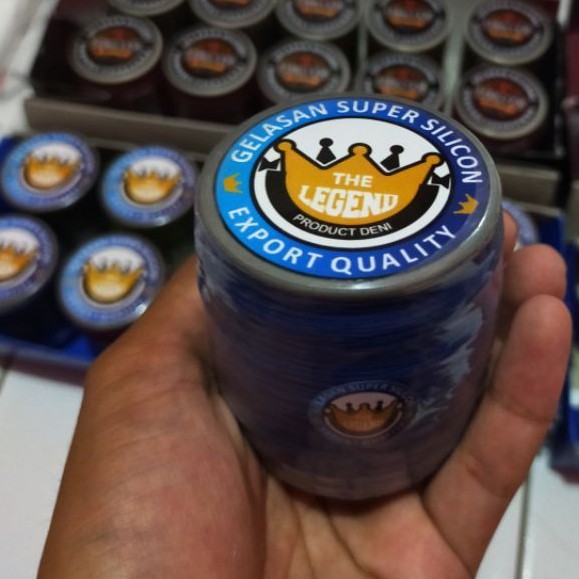 GELASAN SUPER SILICON
THE
LEGEND
PRODUCT DENI
EXPORT QUALITY